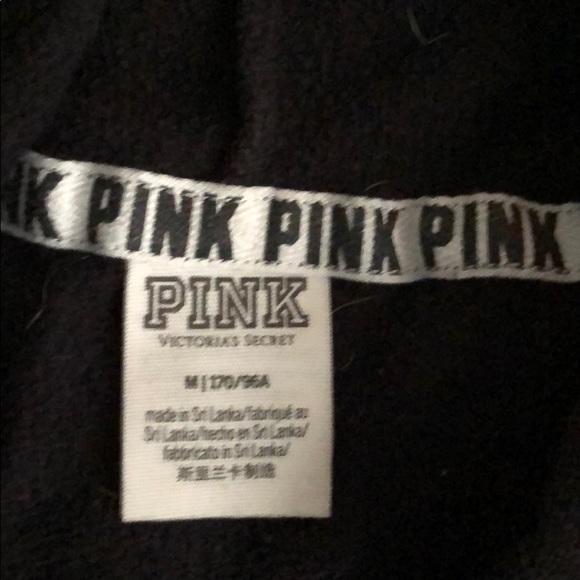 PINK PINK PINK
PINK
VICTORIA'S SECRET
M | 170/96A
made in Sri Lanka/fabriqué au
Sri Lanka/hecho en Sri Lanka/
fabbricato in Sri Lanka/
斯里兰卡制造